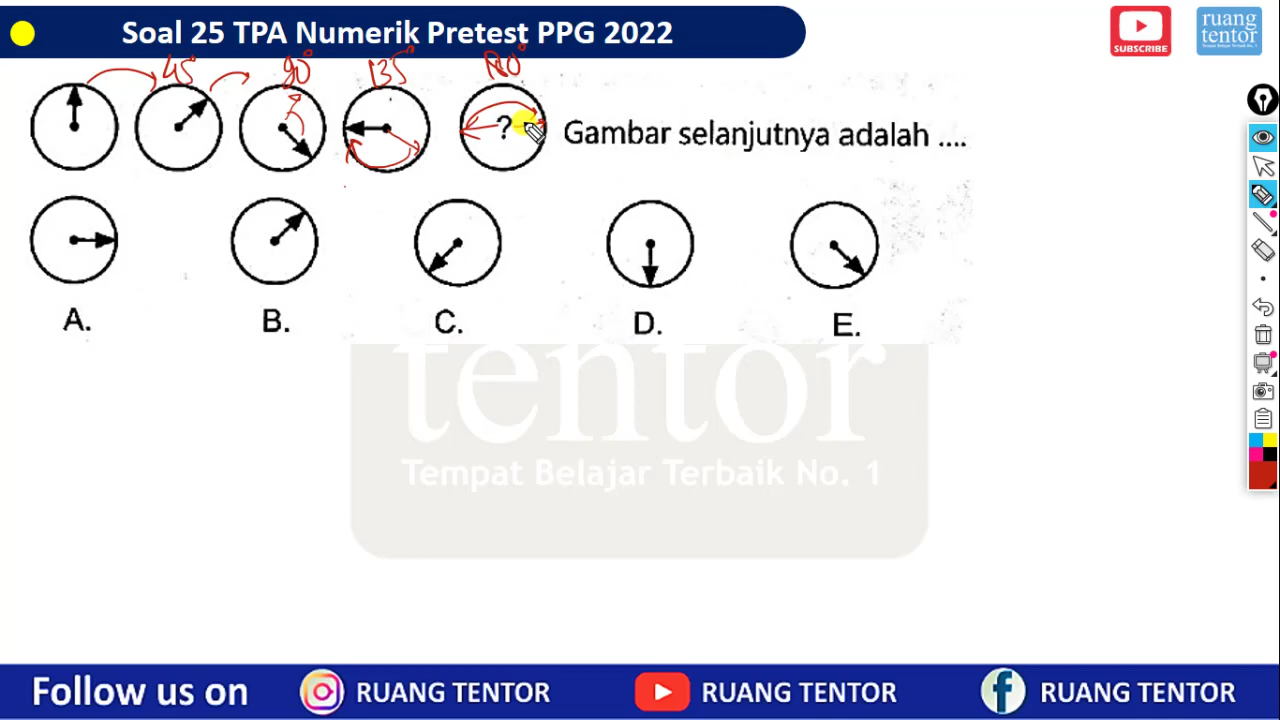 Soal 25 TPA Numerik Pretest PPG 2022
SUBSCRIBE
ruang
tentor
45° 90° 135° 180°
? Gambar selanjutnya adalah ....
A. B. C. D. E.
tentor
Tempat Belajar Terbaik No. 1
Follow us on RUANG TENTOR RUANG TENTOR RUANG TENTOR